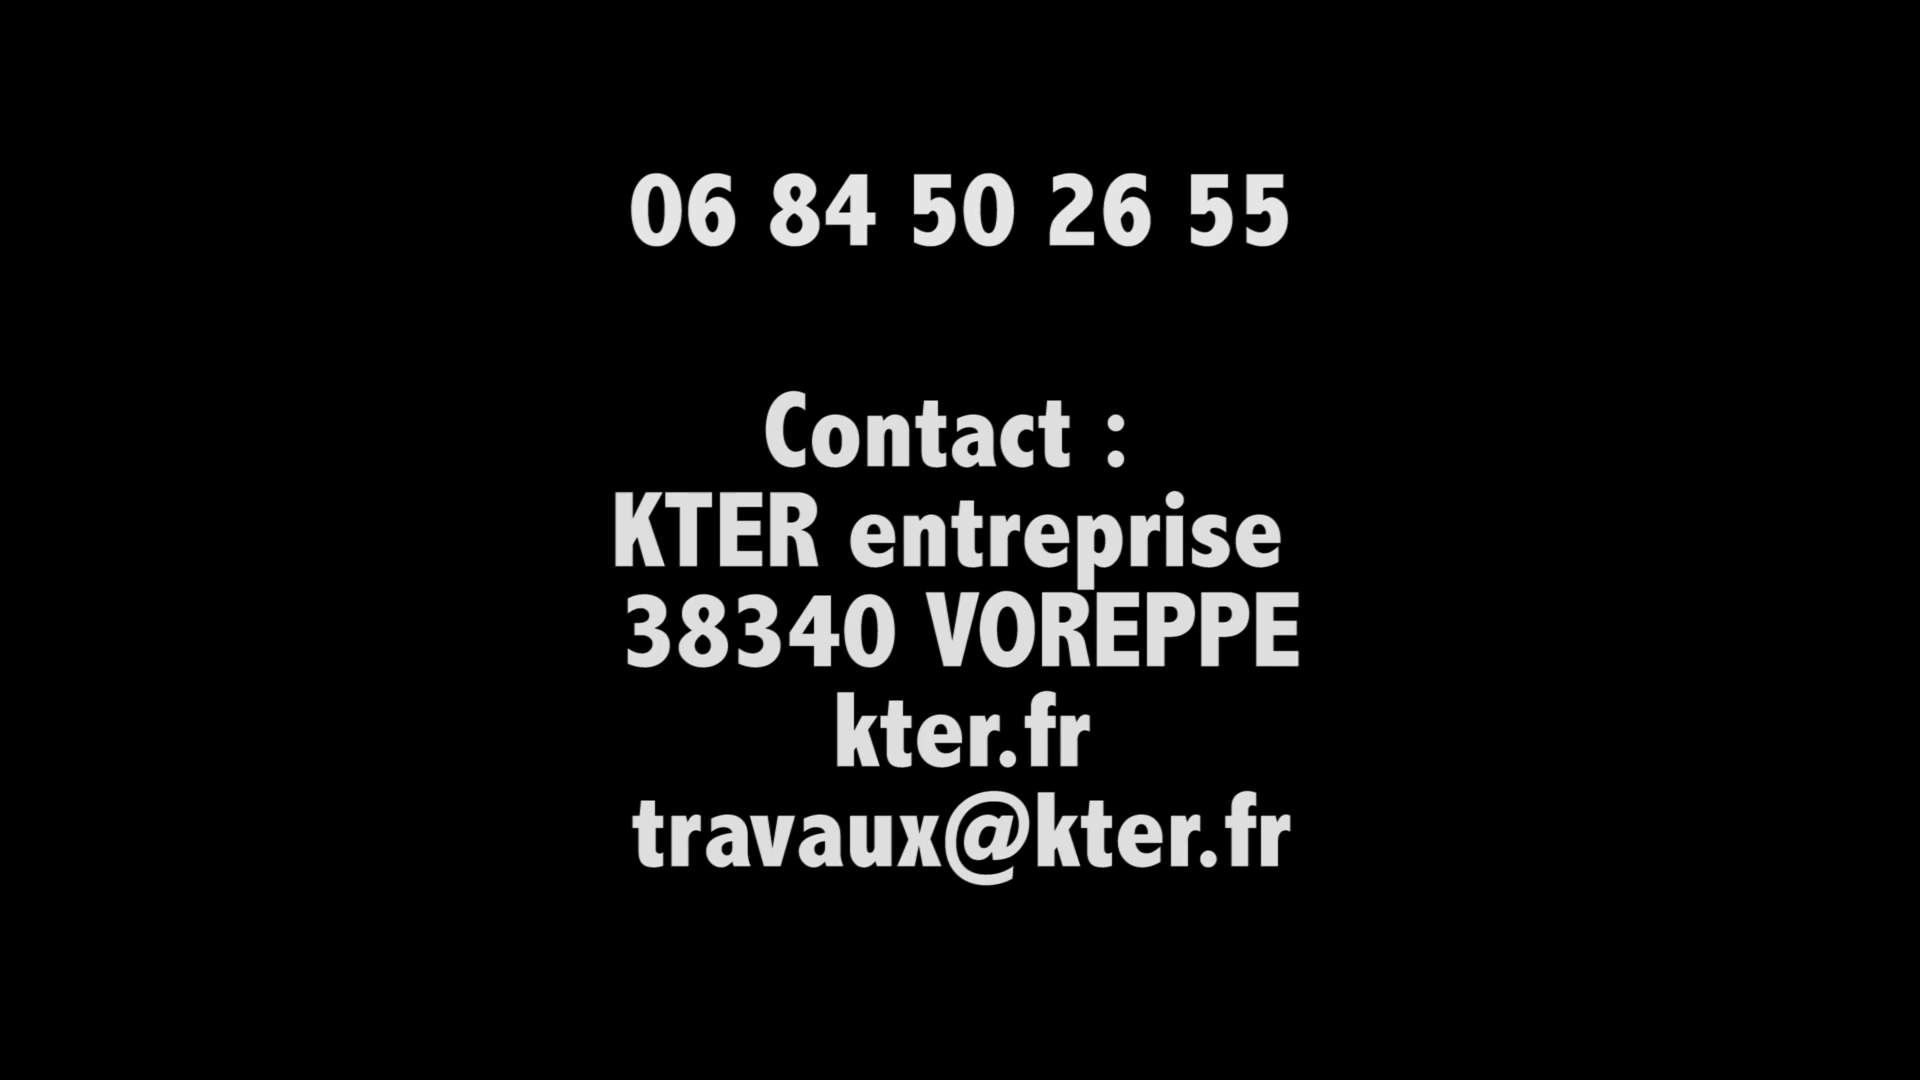 06 84 50 26 55
Contact :
KTER entreprise
38340 VOREPPE
kter.fr
travaux@kter.fr